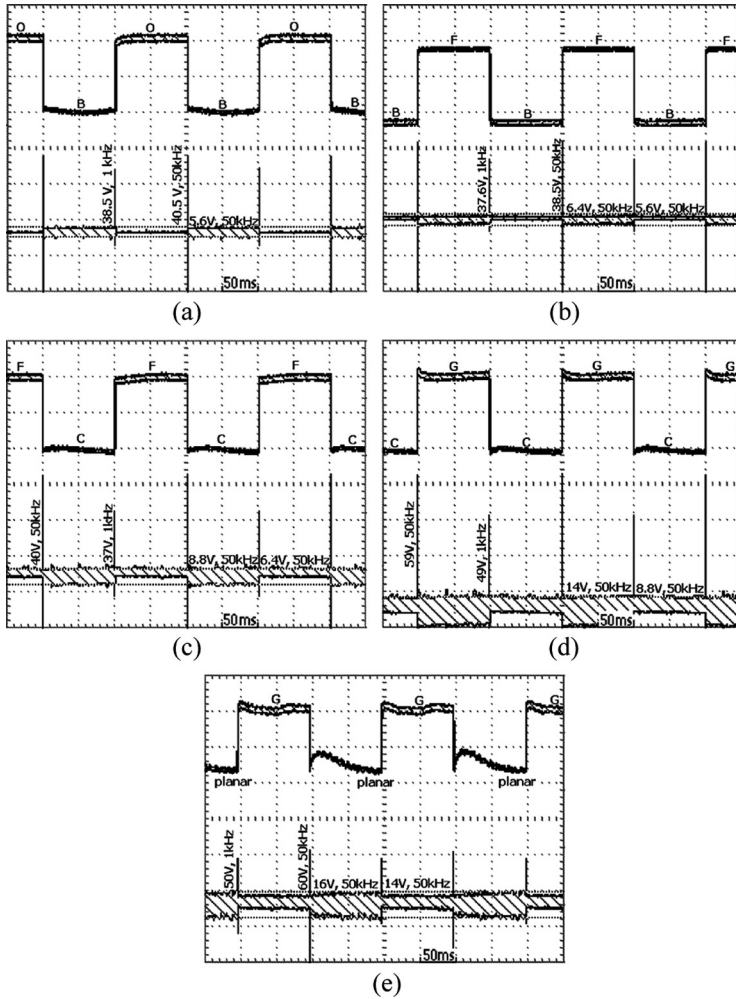 O O O
B B B
38.5 V, 1 kHz
40.5 V, 50kHz
5.6V, 50kHz
50ms
(a)
F F F
B B B
37.6V, 1kHz
38.5V, 50kHz
6.4V, 50kHz 5.6V, 50kHz
50ms
(b)
F F F
C C C
40V, 50kHz
37V, 1kHz
8.8V, 50kHz 6.4V, 50kHz
50ms
(c)
G G G
C C C
59V, 50kHz
49V, 1kHz
14V, 50kHz 8.8V, 50kHz
50ms
(d)
G G G
planar planar planar
50V, 1kHz
60V, 50kHz
16V, 50kHz 14V, 50kHz
50ms
(e)